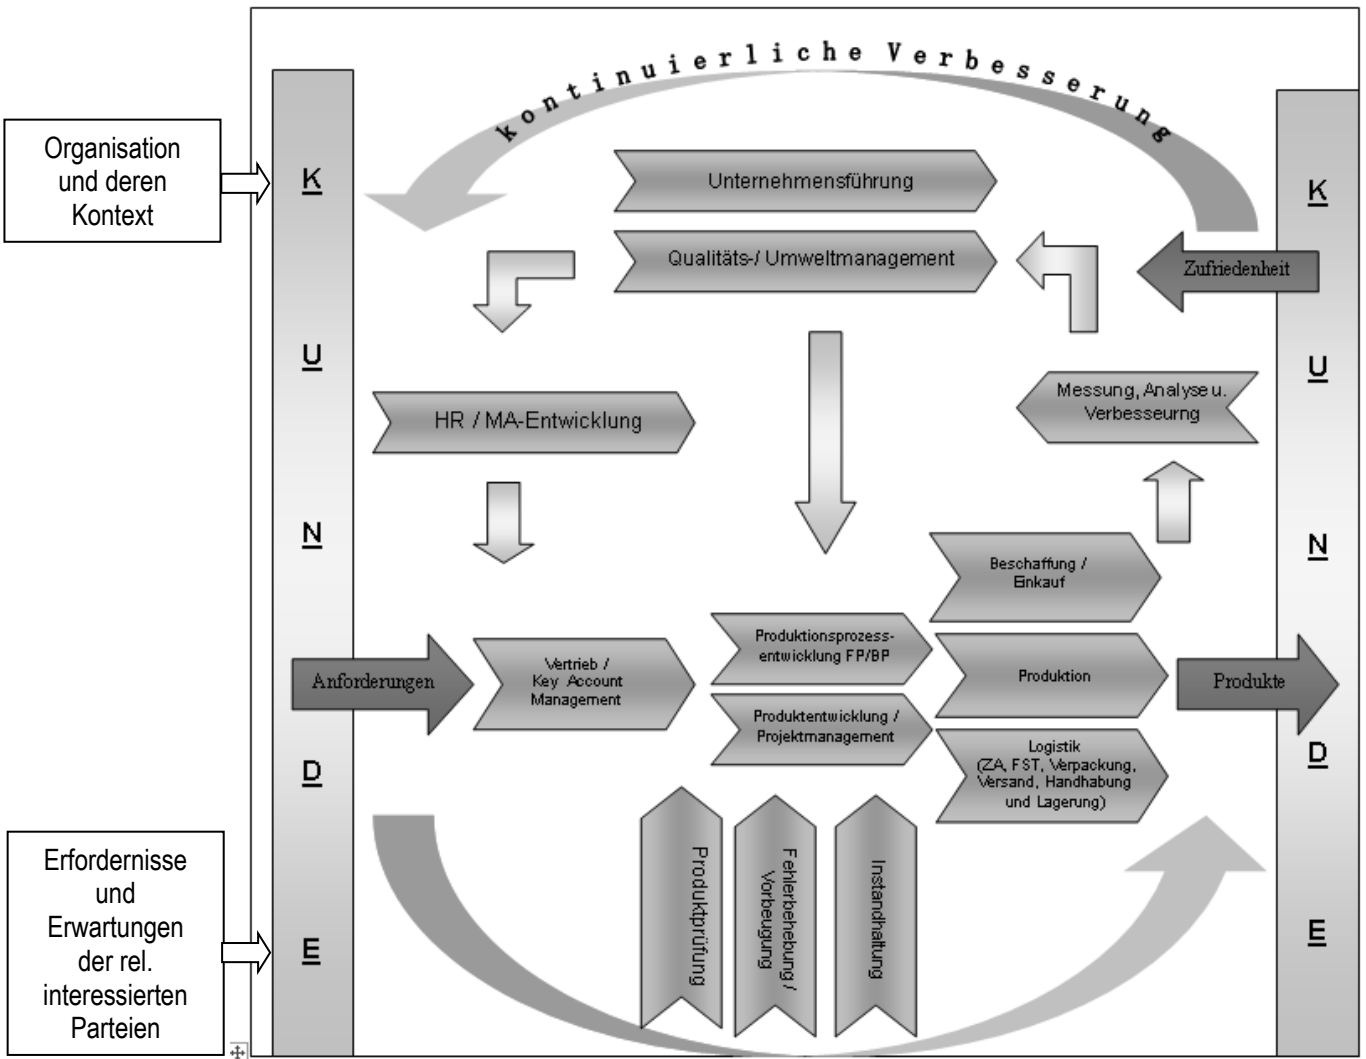 kontinuierliche Verbesserung
Organisation
und deren
Kontext
K
U
N
D
E
Unternehmensführung
Qualitäts-/ Umweltmanagement
Zufriedenheit
K
U
N
D
E
HR / MA-Entwicklung
Messung, Analyse u.
Verbesseurng
Beschaffung /
Einkauf
Anforderungen
Vertrieb /
Key Account
Management
Produktionsprozess-
entwicklung FP/BP
Produktentwicklung /
Projektmanagement
Produktion
Produkte
Logistik
(ZA, FST, Verpackung,
Versand, Handhabung
und Lagerung)
Produktprüfung
Fehlerbehebung /
Vorbeugung
Instandhaltung
Erfordernisse
und
Erwartungen
der rel.
interessierten
Parteien